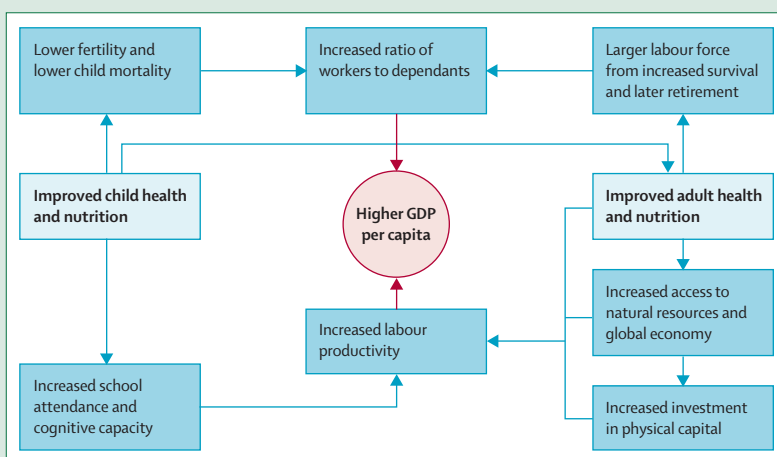 Lower fertility and
lower child mortality
Increased ratio of
workers to dependants
Larger labour force
from increased survival
and later retirement
Improved child health
and nutrition
Higher GDP
per capita
Improved adult health
and nutrition
Increased labour
productivity
Increased access to
natural resources and
global economy
Increased school
attendance and
cognitive capacity
Increased investment
in physical capital